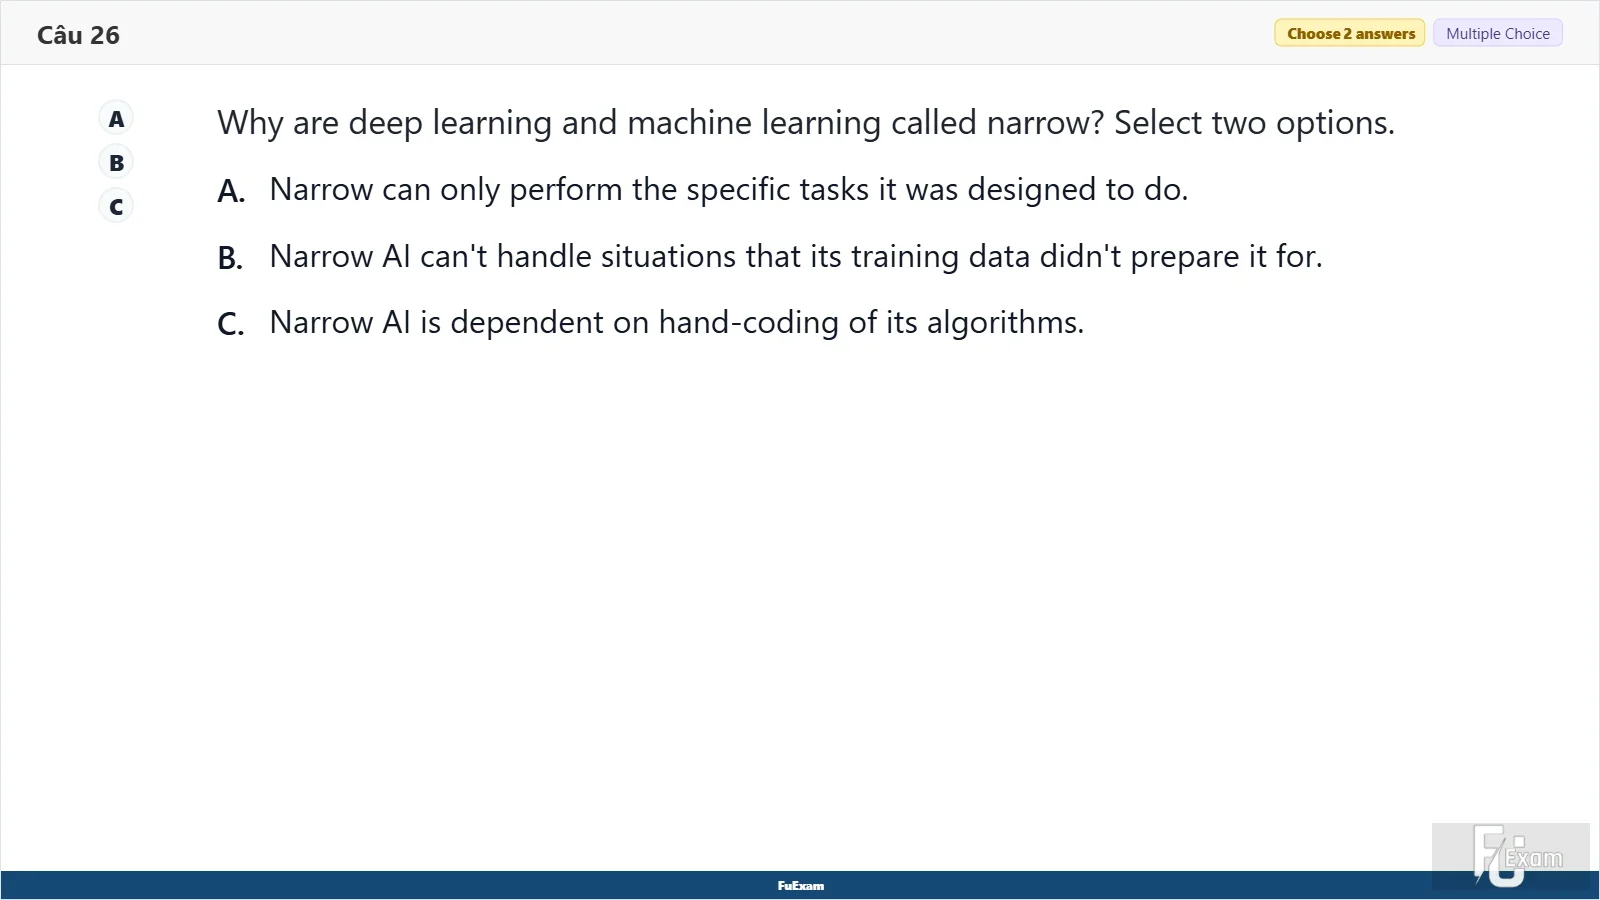 Câu 26
Choose 2 answers
Multiple Choice
A
B
C
Why are deep learning and machine learning called narrow? Select two options.
A. Narrow can only perform the specific tasks it was designed to do.
B. Narrow AI can't handle situations that its training data didn't prepare it for.
C. Narrow AI is dependent on hand-coding of its algorithms.
FU Exam
FuExam